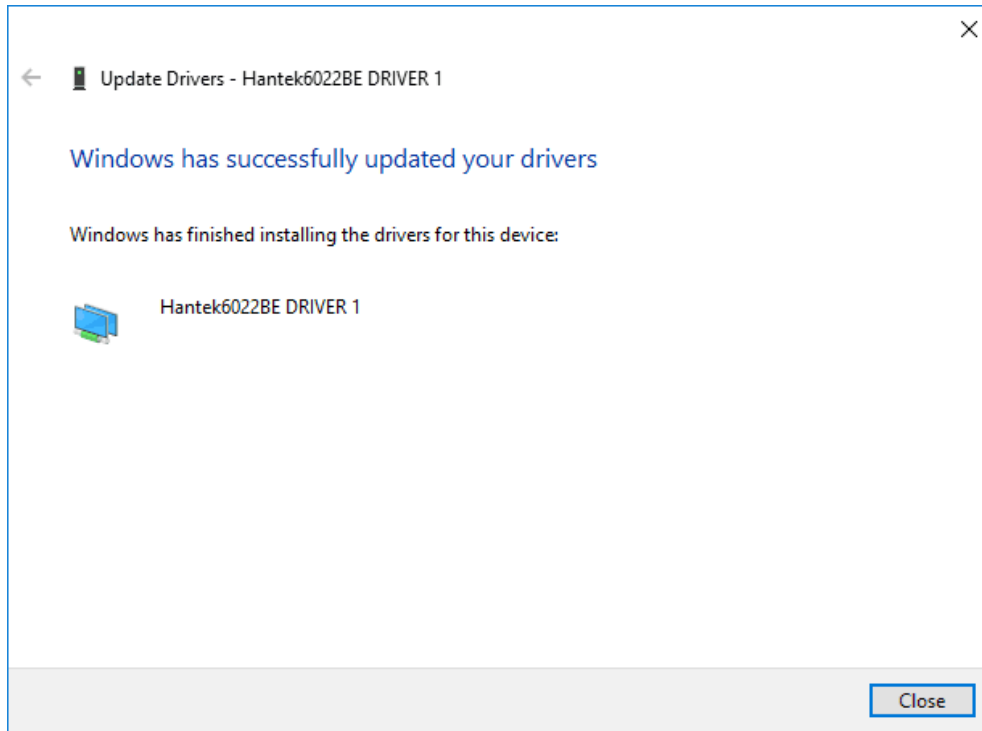 Update Drivers - Hantek6022BE DRIVER 1
Windows has successfully updated your drivers
Windows has finished installing the drivers for this device:
Hantek6022BE DRIVER 1
Close